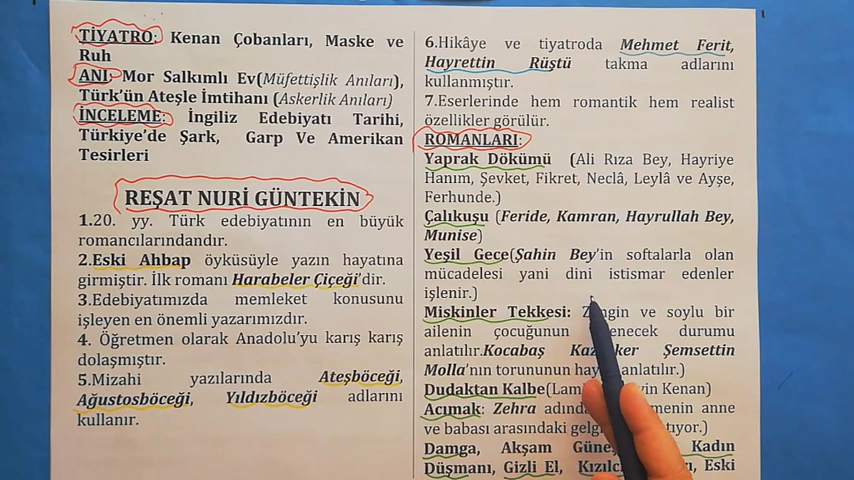 TİYATRO: Kenan Çobanları, Maske ve
Ruh
ANI: Mor Salkımlı Ev(Müfettişlik Anıları),
Türk'ün Ateşle İmtihanı (Askerlik Anıları)
İNCELEME: İngiliz Edebiyatı Tarihi,
Türkiye'de Şark, Garp Ve Amerikan
Tesirleri
REŞAT NURİ GÜNTEKİN
1.20. yy. Türk edebiyatının en büyük
romancılarındandır.
2.Eski Ahbap öyküsüyle yazın hayatına
girmiştir. İlk romanı Harabeler Çiçeği'dir.
3.Edebiyatımızda memleket konusunu
işleyen en önemli yazarımızdır.
4. Öğretmen olarak Anadolu'yu karış karış
dolaşmıştır.
5.Mizahi yazılarında Ateşböceği,
Ağustosböceği, Yıldızböceği adlarını
kullanır.
6.Hikâye ve tiyatroda Mehmet Ferit,
Hayrettin Rüştü takma adlarını
kullanmıştır.
7.Eserlerinde hem romantik hem realist
özellikler görülür.
ROMANLARI:
Yaprak Dökümü (Ali Rıza Bey, Hayriye
Hanım, Şevket, Fikret, Neclâ, Leylâ ve Ayşe,
Ferhunde.)
Çalıkuşu (Feride, Kamran, Hayrullah Bey,
Munise)
Yeşil Gece(Şahin Bey'in softalarla olan
mücadelesi yani dini istismar edenler
işlenir.)
Mişkinler Tekkesi: ve soylu bir
ailenin çocuğunun durumu
anlatılır.Kocabaş Şemsettin
Molla'nın torununun anlatılır.)
Dudaktan Kalbe( Kenan)
Acımak: Zehra anne
ve babası arasındaki
Damga, Akşam Kadın
Düşmanı, Gizli El, Eski